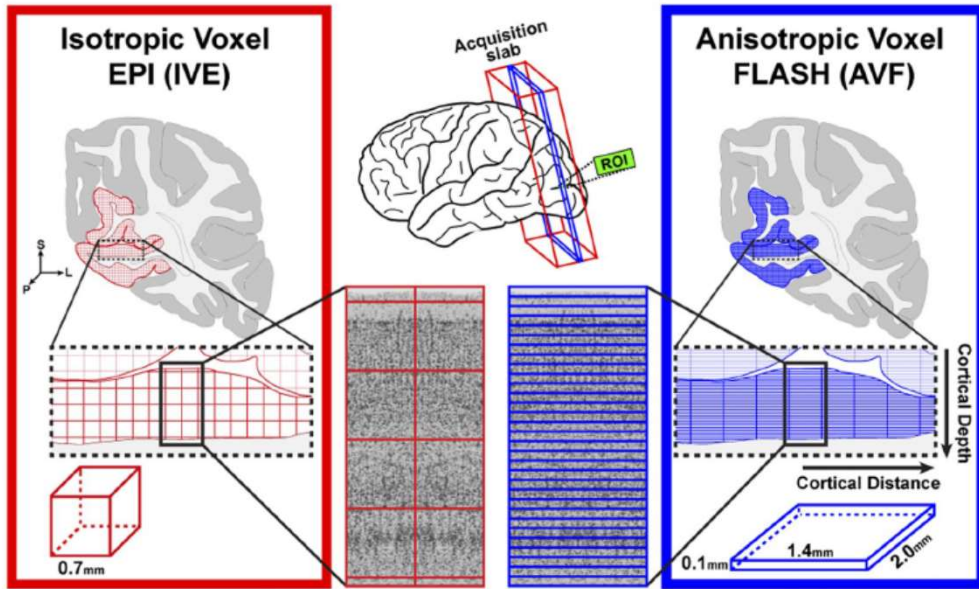 Isotropic Voxel
EPI (IVE)
Acquisition
slab
ROI
Anisotropic Voxel
FLASH (AVF)
S
L
P
Cortical Depth
Cortical Distance
0.7mm
0.1mm
1.4mm
2.0mm